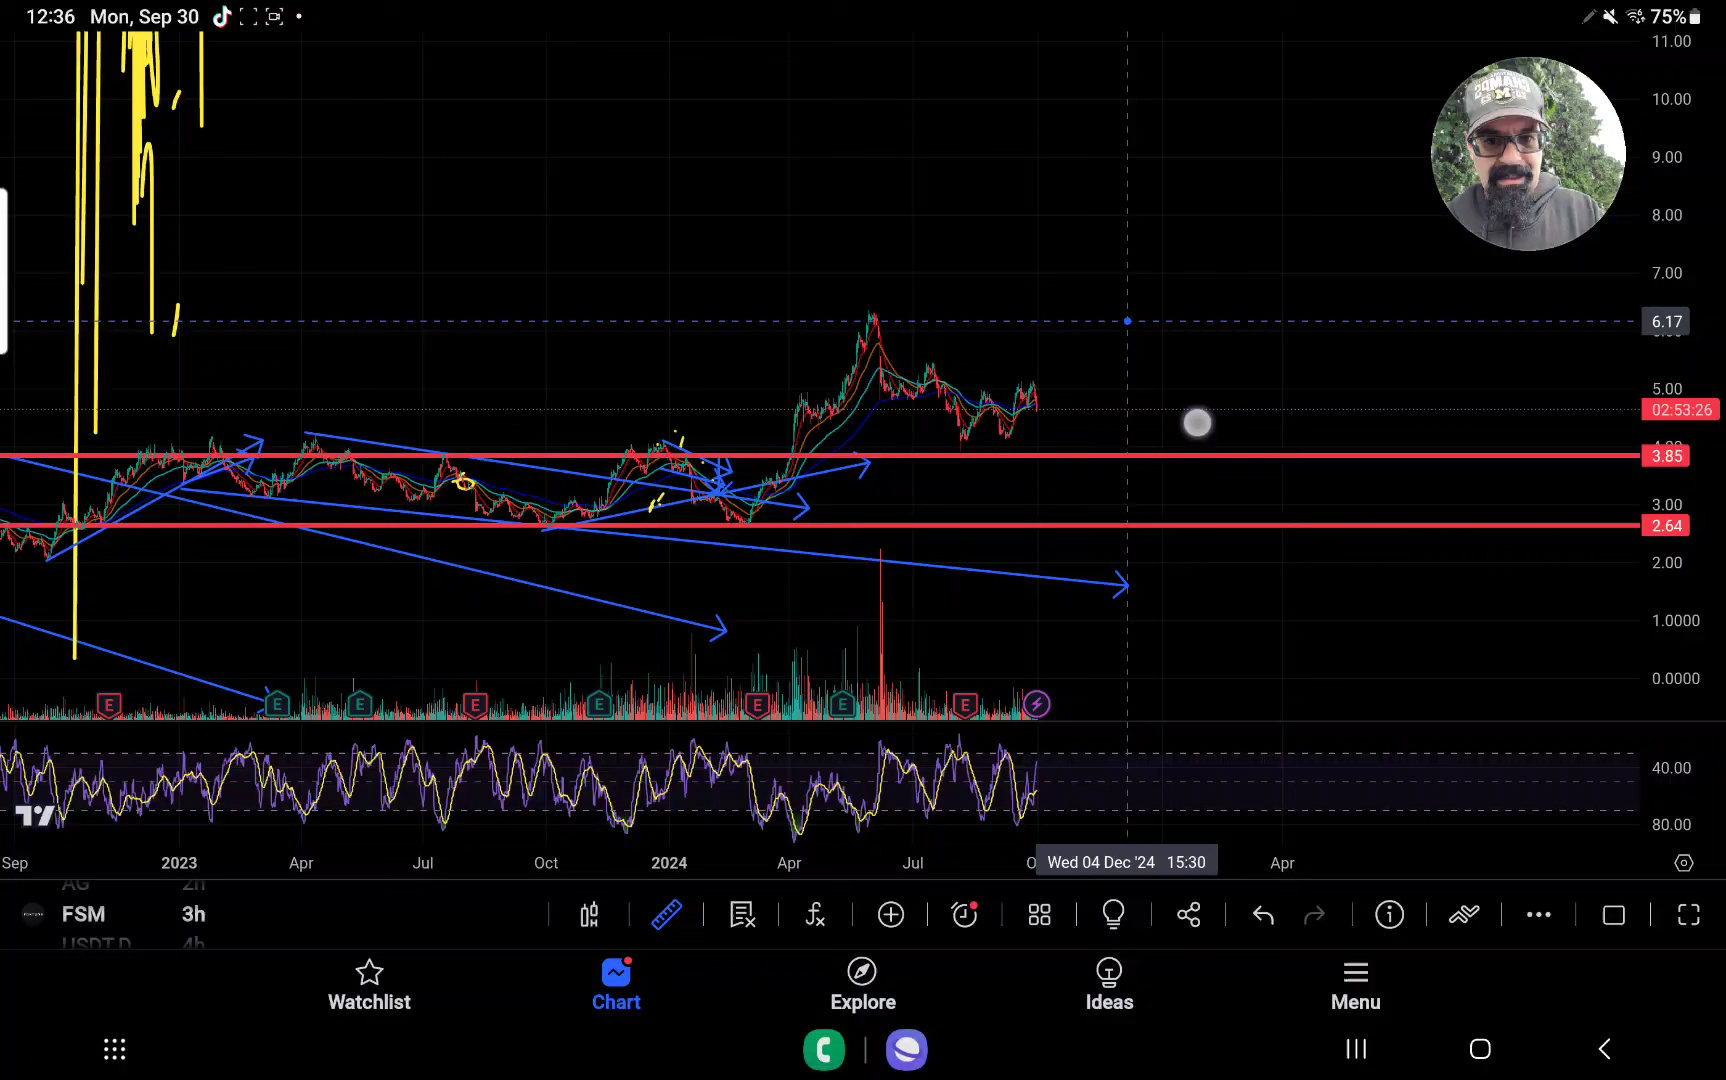 12:36 Mon, Sep 30 75%
11.00
10.00
9.00
8.00
7.00
6.17
5.00
02:53:26
3.85
3.00
2.64
2.00
1.0000
0.0000
E E E E E E E E
40.00
80.00
Sep 2023 Apr Jul Oct 2024 Apr Jul Wed 04 Dec '24 15:30 Apr
AG 2h
FSM 3h
USDT.D 4h
Watchlist Chart Explore Ideas Menu